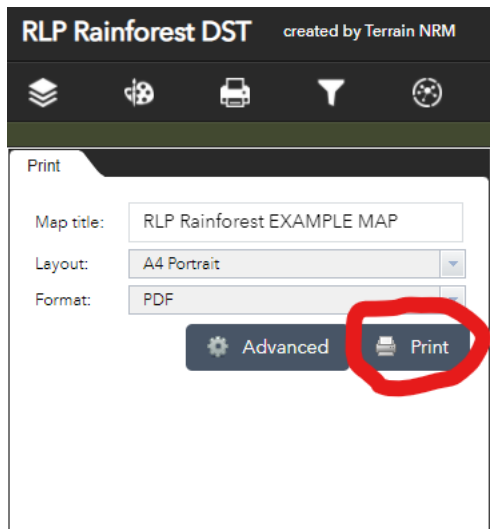 RLP Rainforest DST created by Terrain NRM
Print
Map title: RLP Rainforest EXAMPLE MAP
Layout: A4 Portrait
Format: PDF
Advanced Print